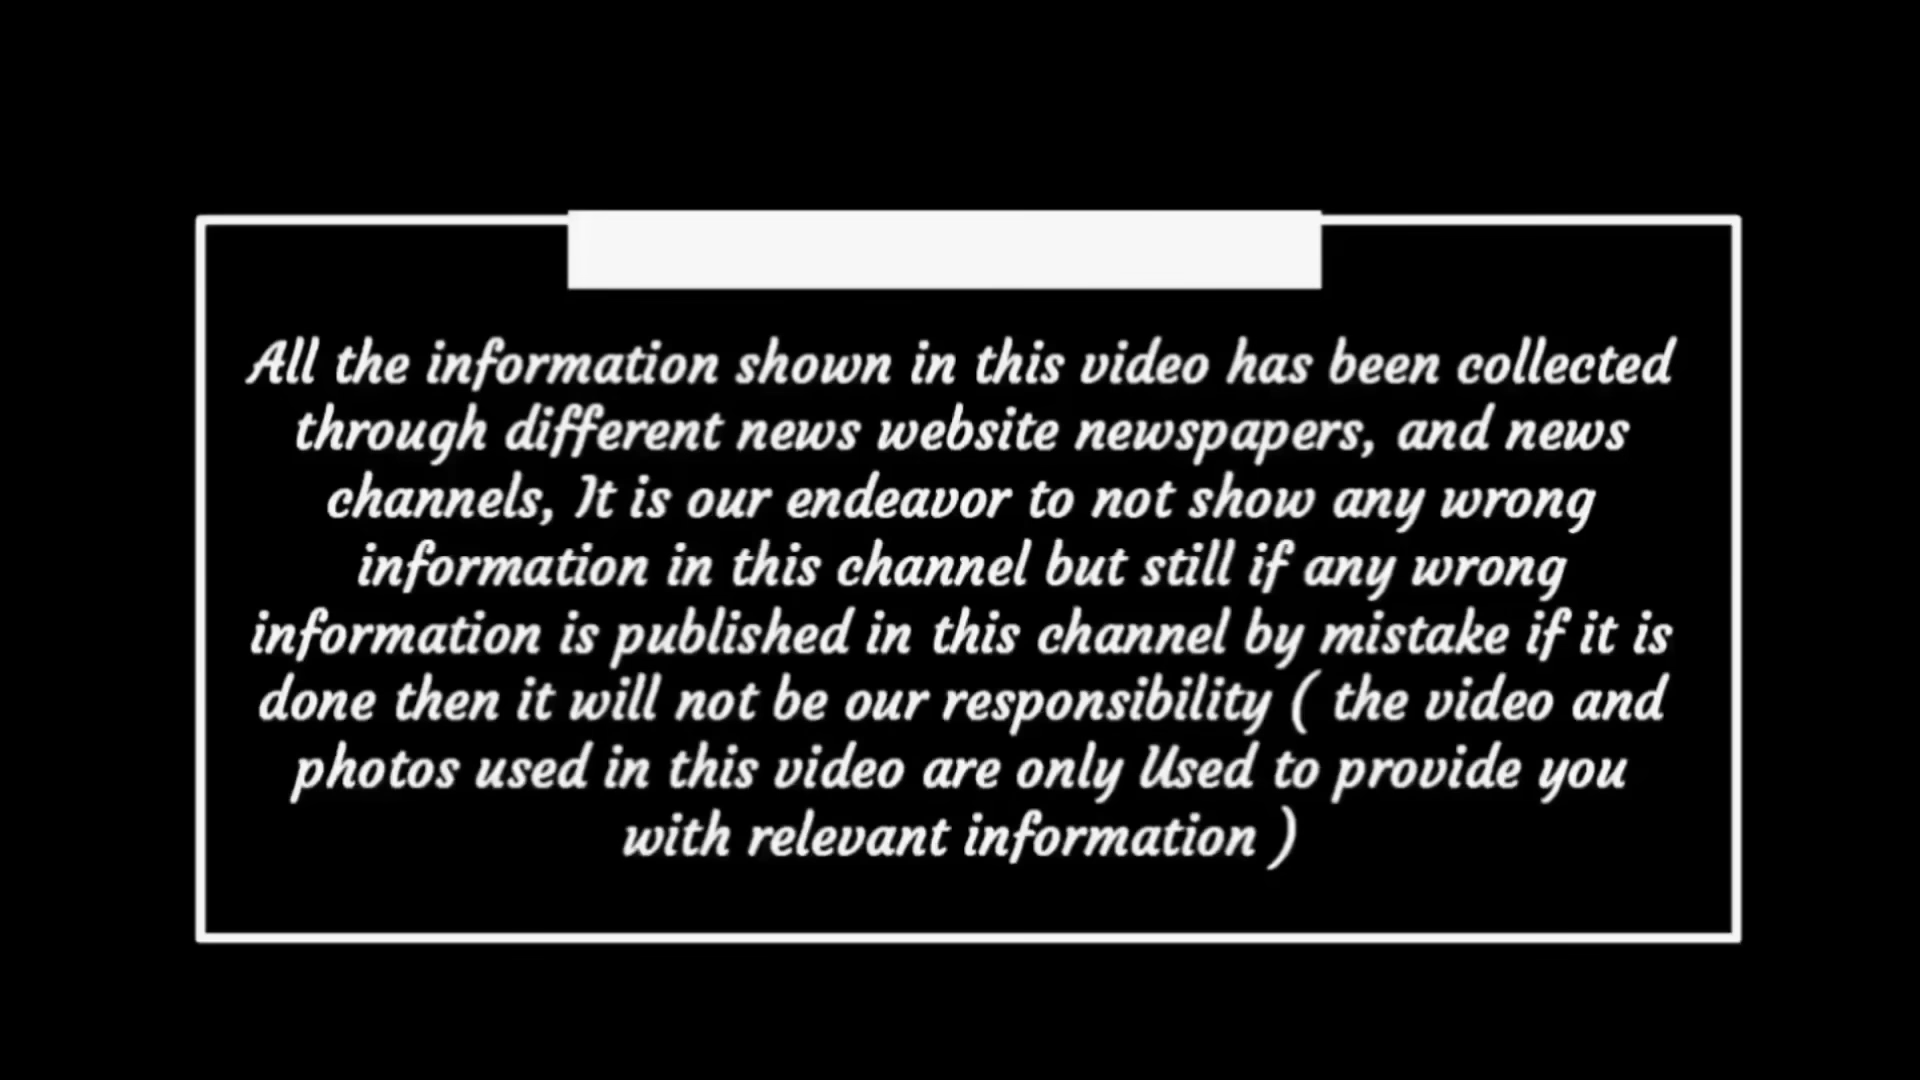 All the information shown in this video has been collected
through different news website newspapers, and news
channels, It is our endeavor to not show any wrong
information in this channel but still if any wrong
information is published in this channel by mistake if it is
done then it will not be our responsibility ( the video and
photos used in this video are only Used to provide you
with relevant information )